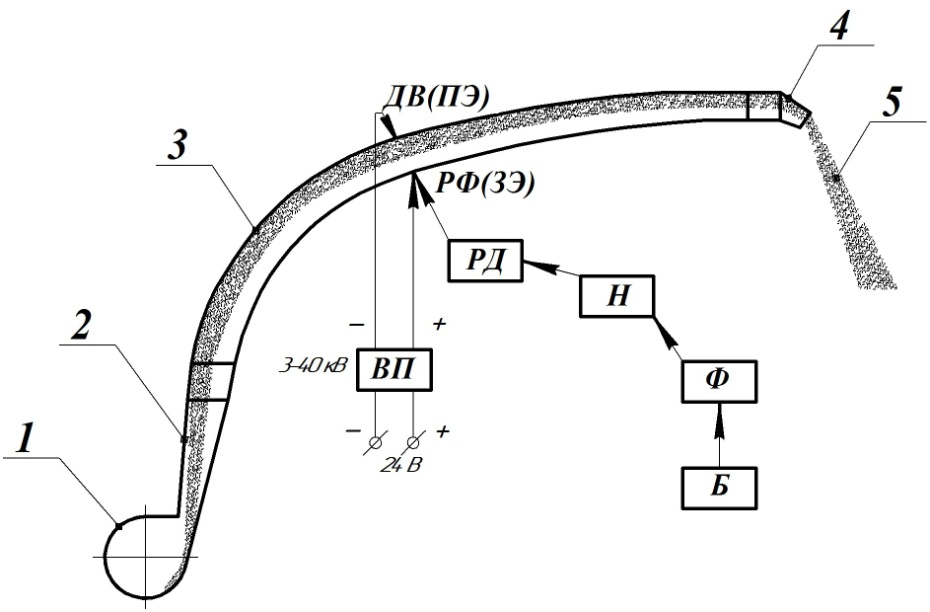 4
ДВ(ПЭ)
5
3
РФ(ЗЭ)
РД
Н
2
− +
3-40 кВ
ВП
Ф
1
− +
24 В
Б